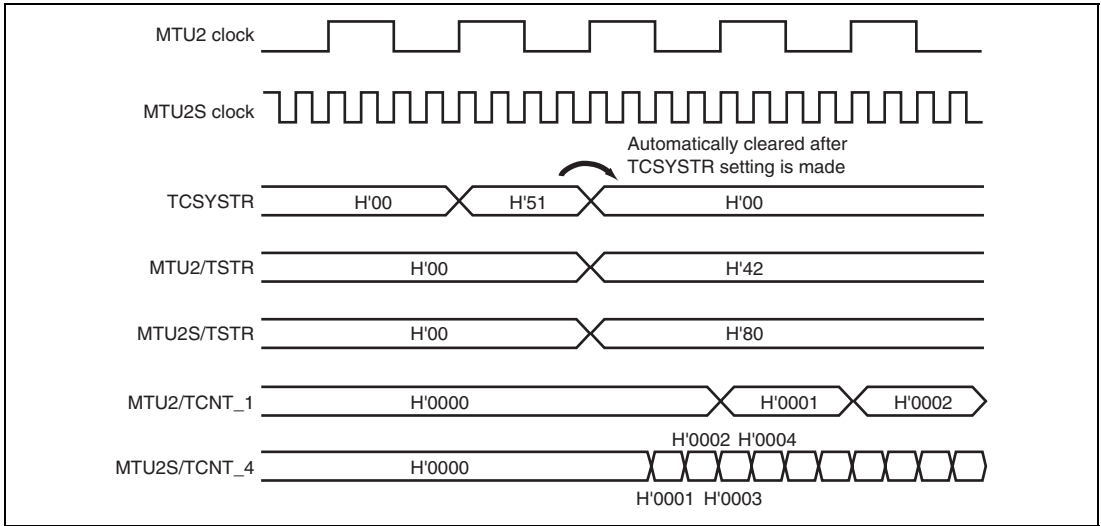 MTU2 clock
MTU2S clock
Automatically cleared after
TCSYSTR setting is made
TCSYSTR H'00 H'51 H'00
MTU2/TSTR H'00 H'42
MTU2S/TSTR H'00 H'80
MTU2/TCNT_1 H'0000 H'0001 H'0002
H'0002 H'0004
MTU2S/TCNT_4 H'0000
H'0001 H'0003